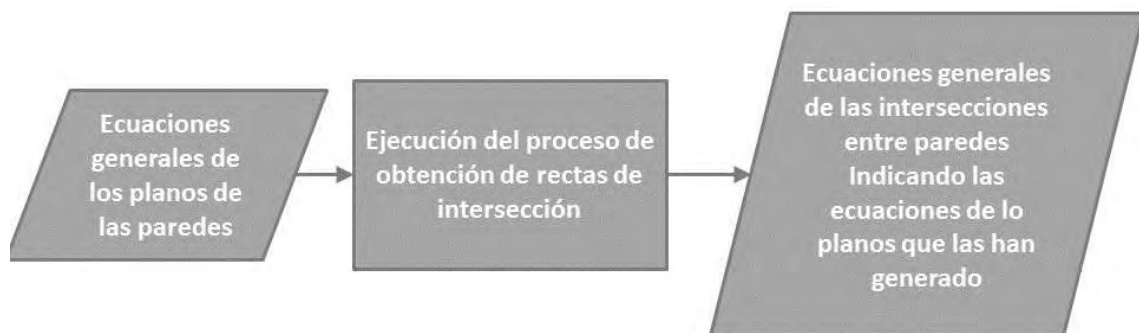 Ecuaciones
generales de
los planos de
las paredes
Ejecución del proceso de
obtención de rectas de
intersección
Ecuaciones generales
de las intersecciones
entre paredes
Indicando las
ecuaciones de lo
planos que las han
generado